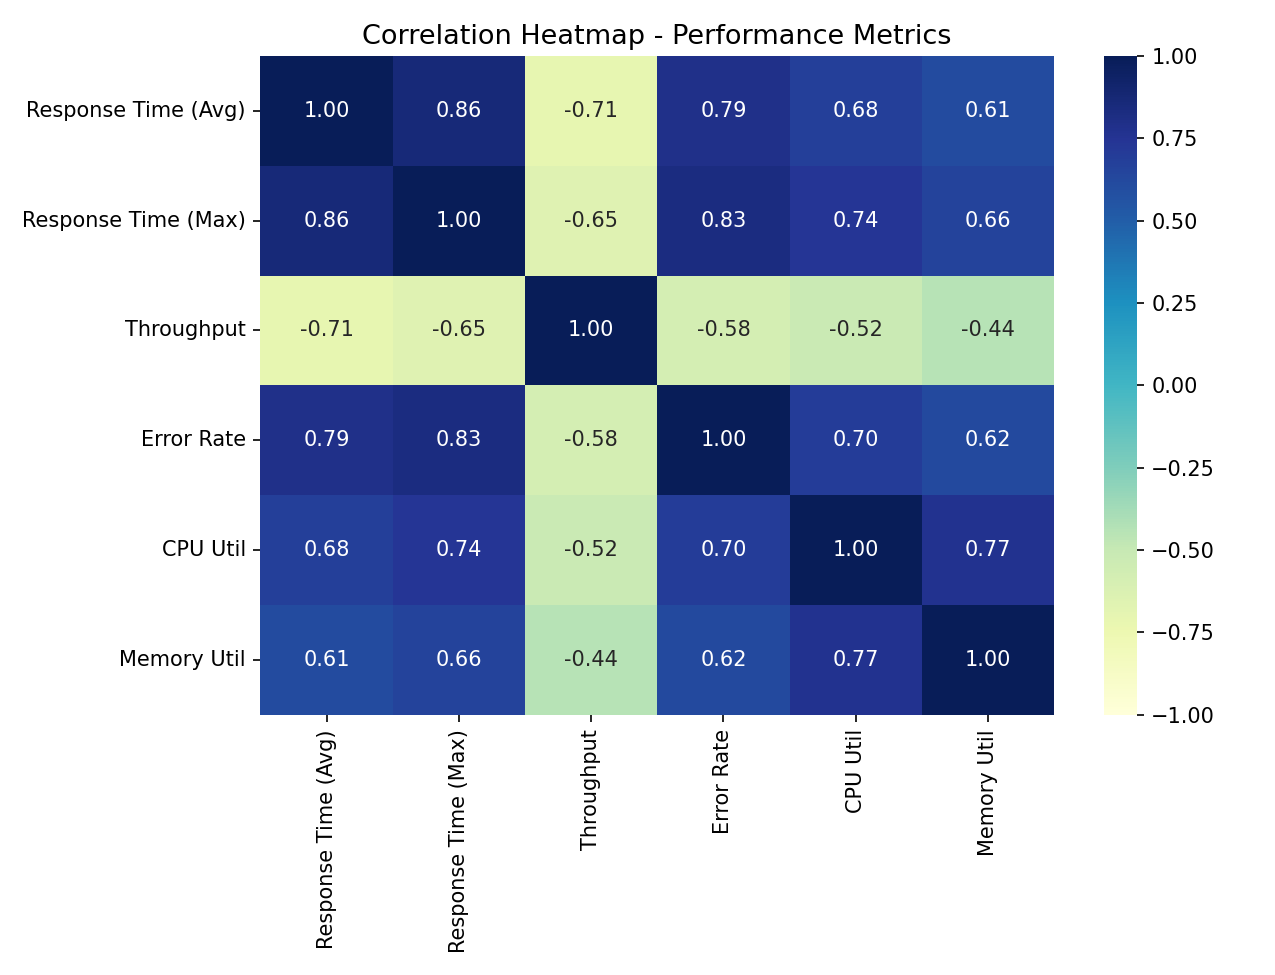 Correlation Heatmap - Performance Metrics
Response Time (Avg) 1.00 0.86 -0.71 0.79 0.68 0.61
Response Time (Max) 0.86 1.00 -0.65 0.83 0.74 0.66
Throughput -0.71 -0.65 1.00 -0.58 -0.52 -0.44
Error Rate 0.79 0.83 -0.58 1.00 0.70 0.62
CPU Util 0.68 0.74 -0.52 0.70 1.00 0.77
Memory Util 0.61 0.66 -0.44 0.62 0.77 1.00
Response Time (Avg)
Response Time (Max)
Throughput
Error Rate
CPU Util
Memory Util
1.00
0.75
0.50
0.25
0.00
−0.25
−0.50
−0.75
−1.00